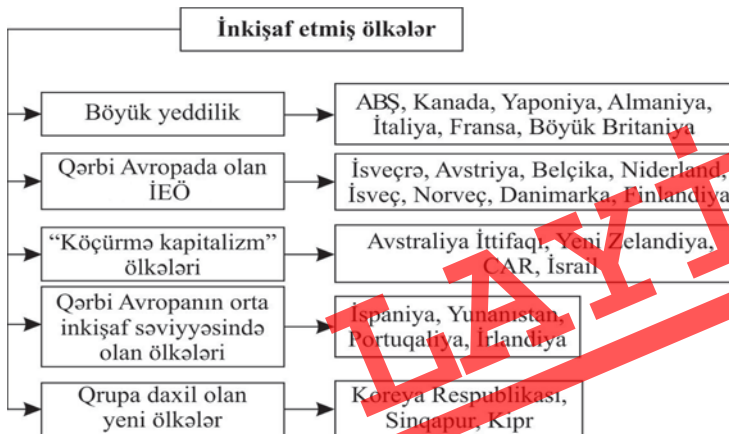 İnkişaf etmiş ölkələr
Böyük yeddilik
ABŞ, Kanada, Yaponiya, Almaniya,
İtaliya, Fransa, Böyük Britaniya
Qərbi Avropada olan
İEÖ
İsveçrə, Avstriya, Belçika, Niderland,
İsveç, Norveç, Danimarka, Finlandiya
“Köçürmə kapitalizm”
ölkələri
Avstraliya İttifaqı, Yeni Zelandiya,
CAR, İsrail
Qərbi Avropanın orta
inkişaf səviyyəsində
olan ölkələri
İspaniya, Yunanıstan,
Portuqaliya, İrlandiya
Qrupa daxil olan
yeni ölkələr
Koreya Respublikası,
Sinqapur, Kipr
LAYİ